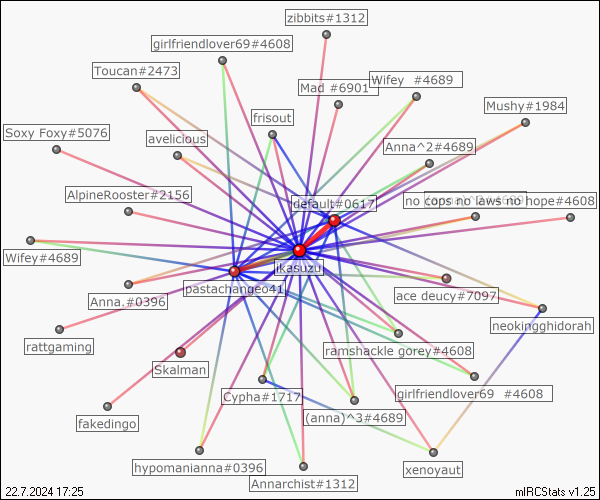 zibbits#1312
girlfriendlover69#4608
Toucan#2473
Mad #6901
Wifey  #4689
Mushy#1984
frisout
Soxy Foxy#5076
avelicious
Anna^2#4689
AlpineRooster#2156
default#0617
no cops no laws no hope#4608
Wifey#4689
ikasuzu
pastachange041
Anna.#0396
ace deucy#7097
neokingghidorah
rattgaming
ramshackle gorey#4608
Skalman
Cypha#1717
girlfriendlover69  #4608
fakedingo
(anna)^3#4689
hypomanianna#0396
xenoyaut
Annarchist#1312
22.7.2024 17:25
mIRCStats v1.25